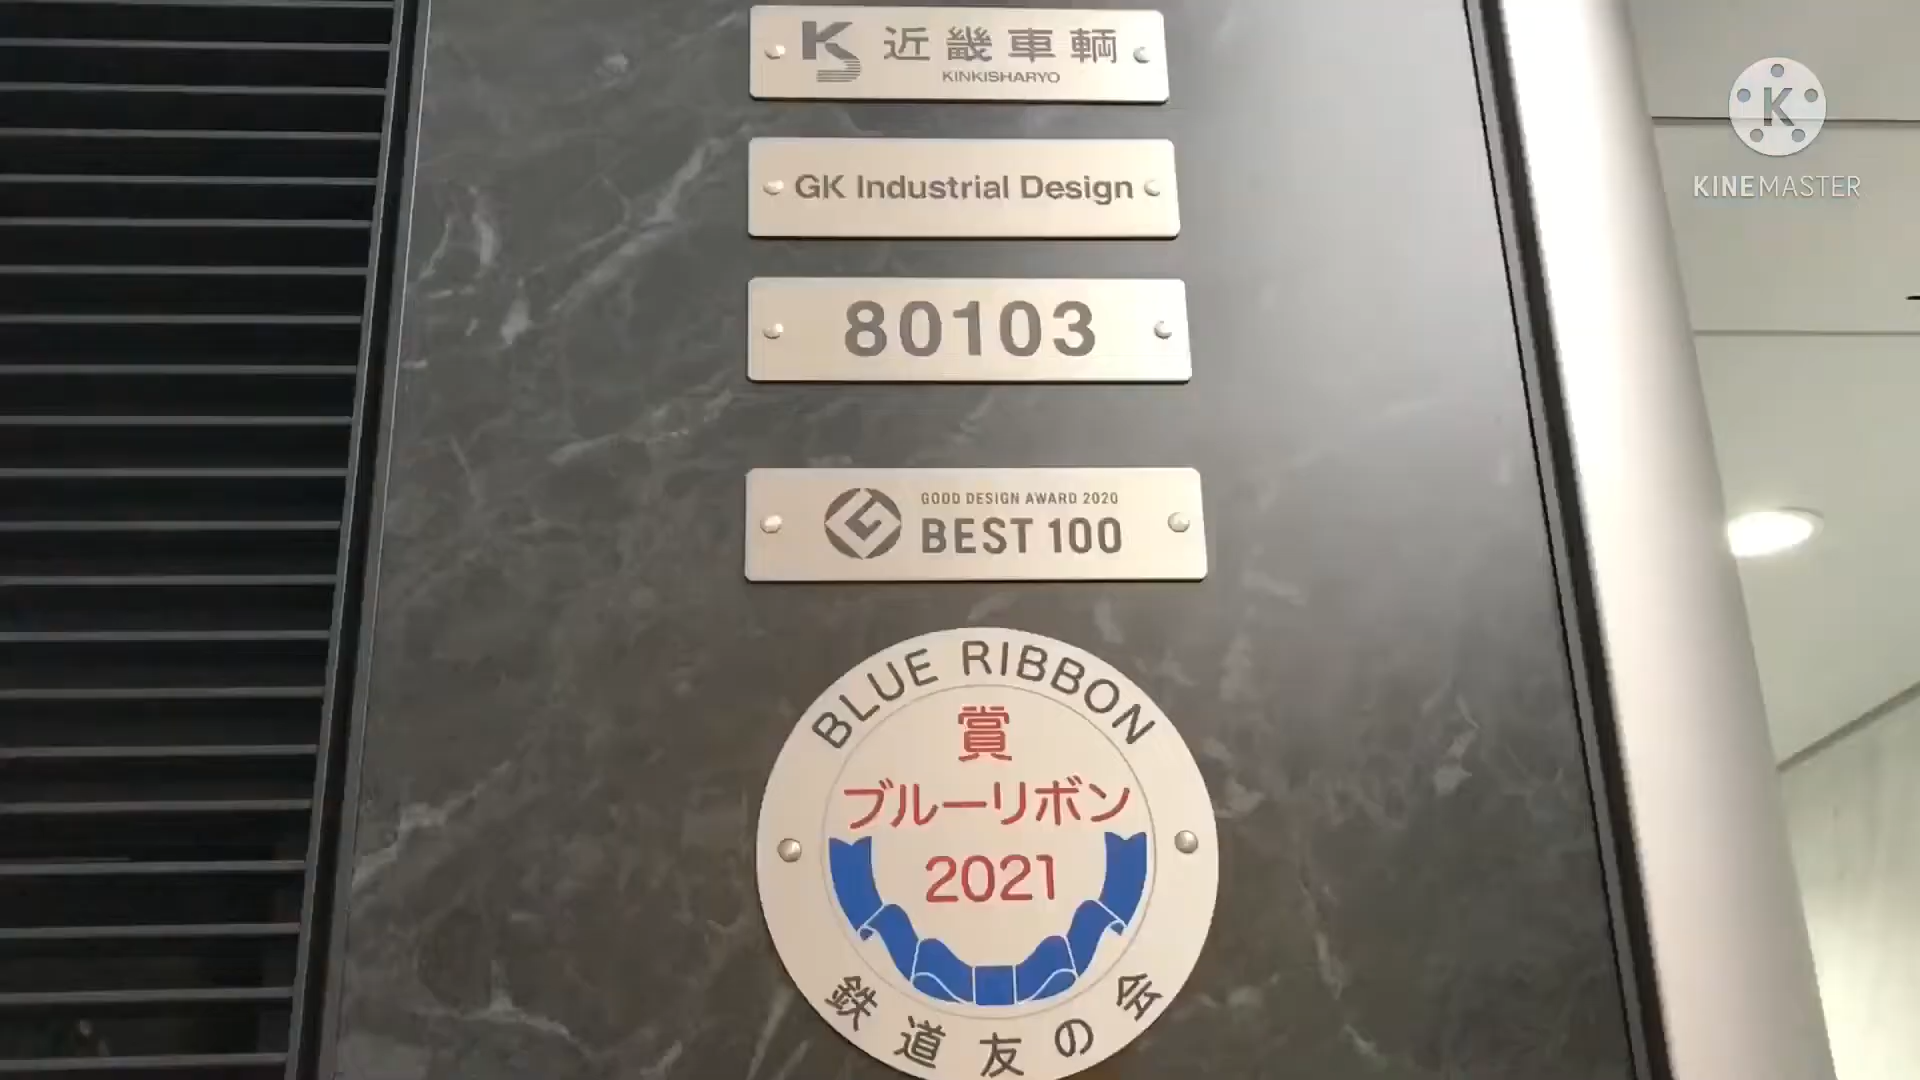 近畿車輌
KINKISHARYO
GK Industrial Design
80103
GOOD DESIGN AWARD 2020
BEST 100
BLUE RIBBON
賞
ブルーリボン
2021
鉄道友の会
K
KINEMASTER